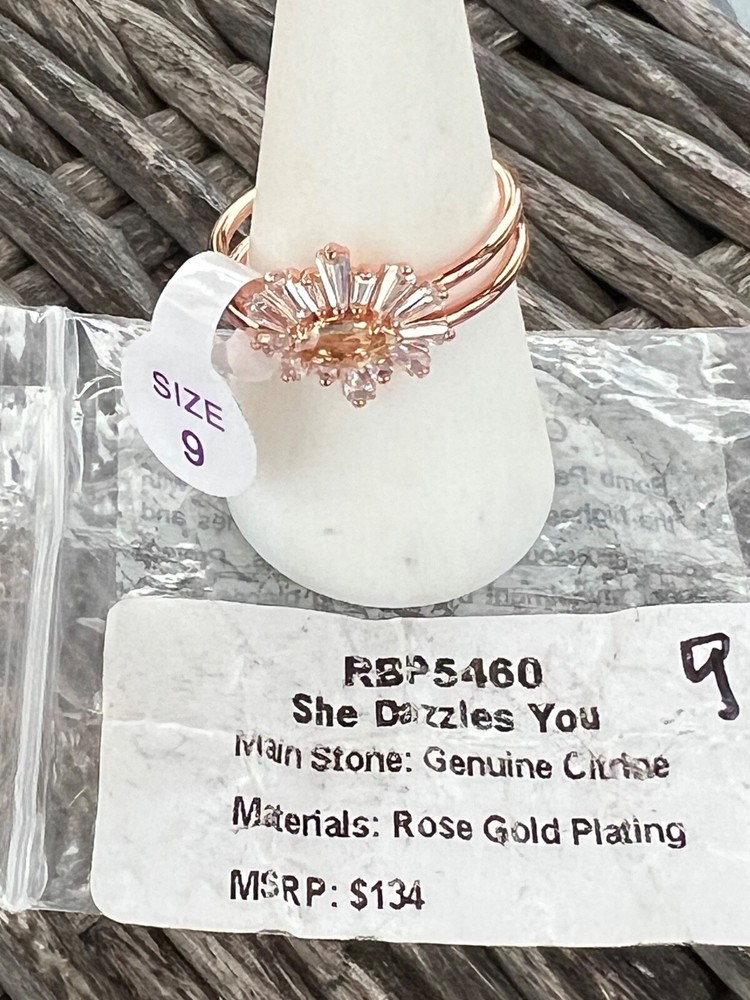 SIZE
9
RBP5460
9
She Dazzles You
Main Stone: Genuine Citrine
Materials: Rose Gold Plating
MSRP: $134